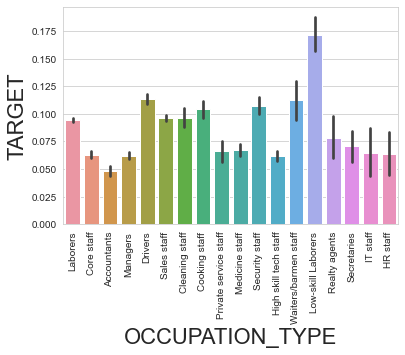 TARGET
0.175
0.150
0.125
0.100
0.075
0.050
0.025
0.000
Laborers
Core staff
Accountants
Managers
Drivers
Sales staff
Cleaning staff
Cooking staff
Private service staff
Medicine staff
Security staff
High skill tech staff
Waiters/barmen staff
Low-skill Laborers
Realty agents
Secretaries
IT staff
HR staff
OCCUPATION_TYPE